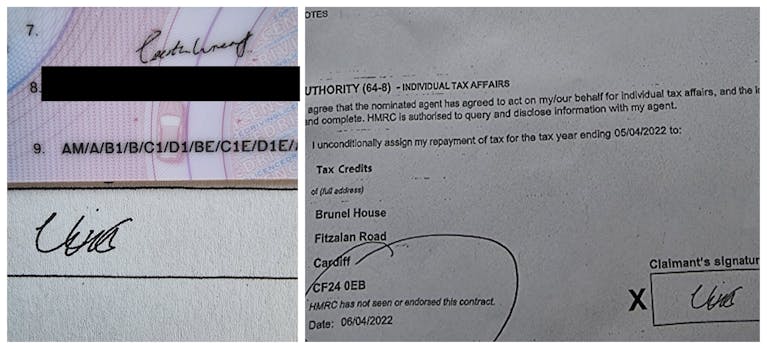 7.
8.
9. AM/A/B1/B/C1/D1/BE/C1E/D1E/
OTES
UTHORITY (64-8) - INDIVIDUAL TAX AFFAIRS
agree that the nominated agent has agreed to act on my/our behalf for individual tax affairs, and the
and complete. HMRC is authorised to query and disclose information with my agent.
I unconditionally assign my repayment of tax for the tax year ending 05/04/2022 to:
Tax Credits
of (full address)
Brunel House
Fitzalan Road
Cardiff
CF24 0EB
HMRC has not seen or endorsed this contract.
Date: 06/04/2022
Claimant's signatur
X